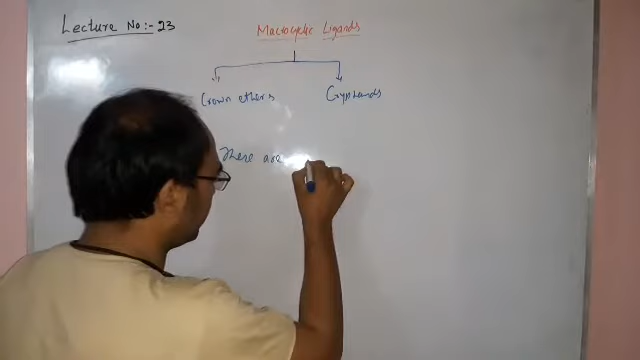 Lecture No:- 23
Macrocyclic Ligands
Crown ethers
Cryptands
There are